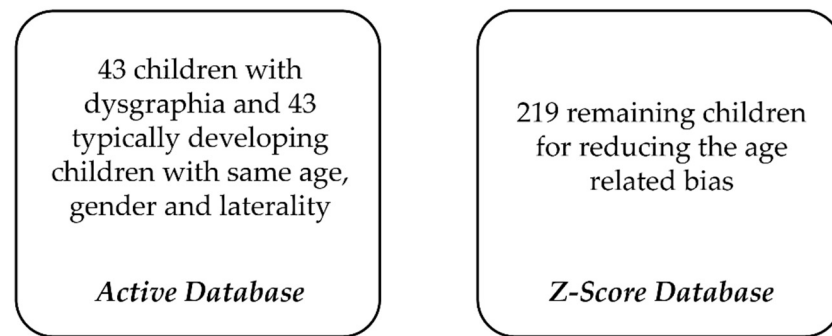 43 children with
dysgraphia and 43
typically developing
children with same age,
gender and laterality
Active Database
219 remaining children
for reducing the age
related bias
Z-Score Database